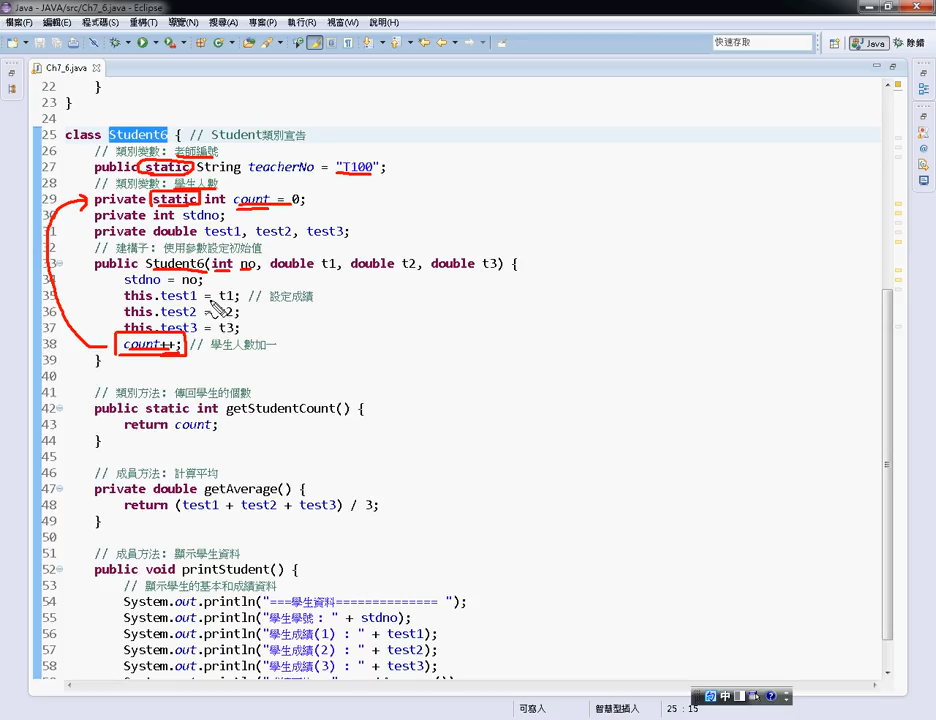 Java - JAVA/src/Ch7_6.java - Eclipse
檔案(F) 編輯(E) 程式碼(S) 重構(T) 導覽(N) 搜尋(A) 專案(P) 執行(R) 視窗(W) 說明(H)
快速存取 Java 除錯
Ch7_6.java
22 }
23 }
24
25 class Student6 { // Student類別宣告
26 // 類別變數: 老師編號
27 public static String teacherNo = "T100";
28 // 類別變數: 學生人數
29 private static int count = 0;
30 private int stdno;
31 private double test1, test2, test3;
32 // 建構子: 使用參數設定初始值
33 public Student6(int no, double t1, double t2, double t3) {
34 stdno = no;
35 this.test1 = t1; // 設定成績
36 this.test2 = 2;
37 this.test3 = t3;
38 count++; // 學生人數加一
39 }
40
41 // 類別方法: 傳回學生的個數
42 public static int getStudentCount() {
43 return count;
44 }
45
46 // 成員方法: 計算平均
47 private double getAverage() {
48 return (test1 + test2 + test3) / 3;
49 }
50
51 // 成員方法: 顯示學生資料
52 public void printStudent() {
53 // 顯示學生的基本和成績資料
54 System.out.println("===學生資料============== ");
55 System.out.println("學生學號 : " + stdno);
56 System.out.println("學生成績(1) : " + test1);
57 System.out.println("學生成績(2) : " + test2);
58 System.out.println("學生成績(3) : " + test3);
中
可寫入 智慧型插入 25 : 15